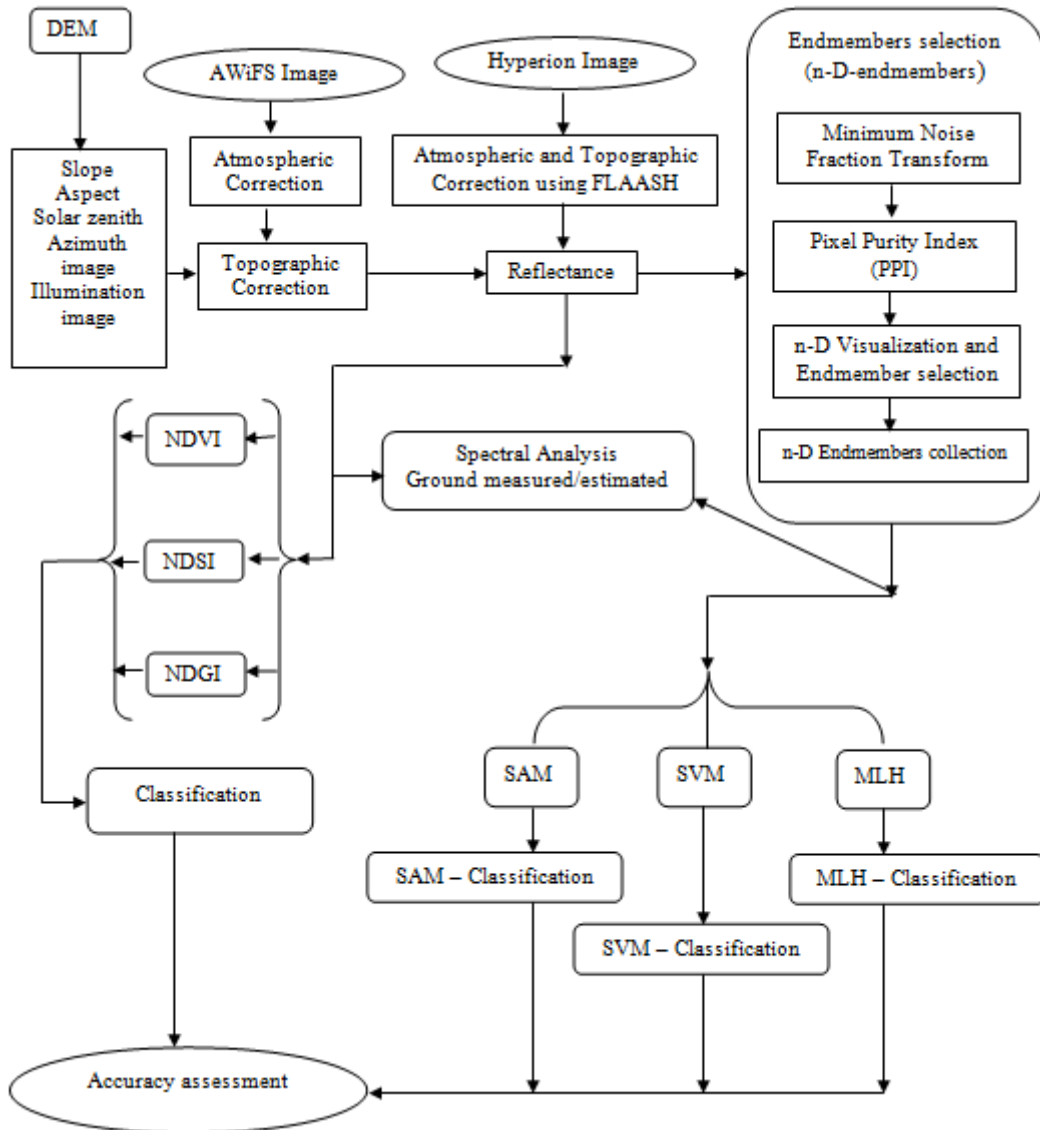 DEM
AWiFS Image
Hyperion Image
Endmembers selection
(n-D-endmembers)
Slope
Aspect
Solar zenith
Azimuth
image
Illumination
image
Atmospheric
Correction
Atmospheric and Topographic
Correction using FLAASH
Minimum Noise
Fraction Transform
Topographic
Correction
Reflectance
Pixel Purity Index
(PPI)
n-D Visualization and
Endmember selection
n-D Endmembers collection
NDVI
NDSI
NDGI
Spectral Analysis
Ground measured/estimated
SAM
SVM
MLH
Classification
SAM – Classification
MLH – Classification
SVM – Classification
Accuracy assessment